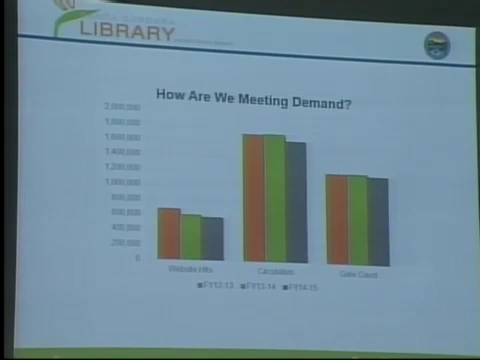 SANTA BARBARA
LIBRARY
How Are We Meeting Demand?
2,000,000
1,800,000
1,600,000
1,400,000
1,200,000
1,000,000
800,000
600,000
400,000
200,000
0
Website Hits Circulation Gate Count
FY12-13 FY13-14 FY14-15